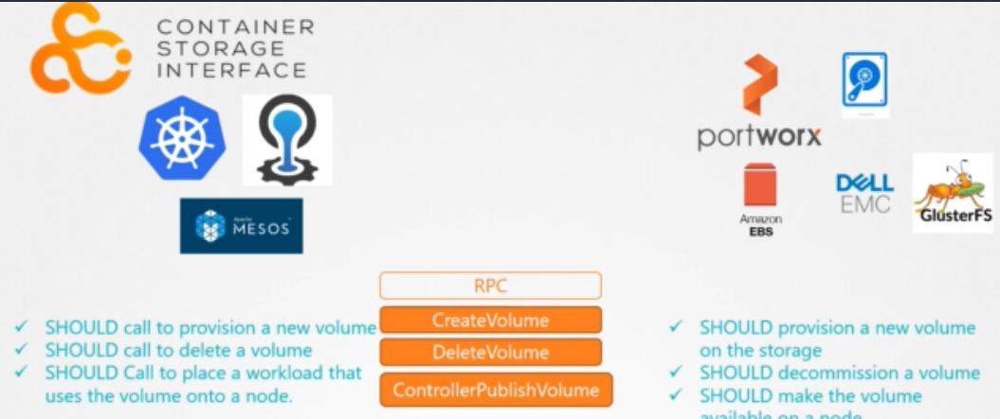 CONTAINER
STORAGE
INTERFACE
portworx
Apache
MESOS
Amazon
EBS
DELL
EMC
GlusterFS
RPC
CreateVolume
DeleteVolume
ControllerPublishVolume
✓ SHOULD call to provision a new volume
✓ SHOULD call to delete a volume
✓ SHOULD Call to place a workload that
uses the volume onto a node.
✓ SHOULD provision a new volume
on the storage
✓ SHOULD decommission a volume
✓ SHOULD make the volume
available on a node